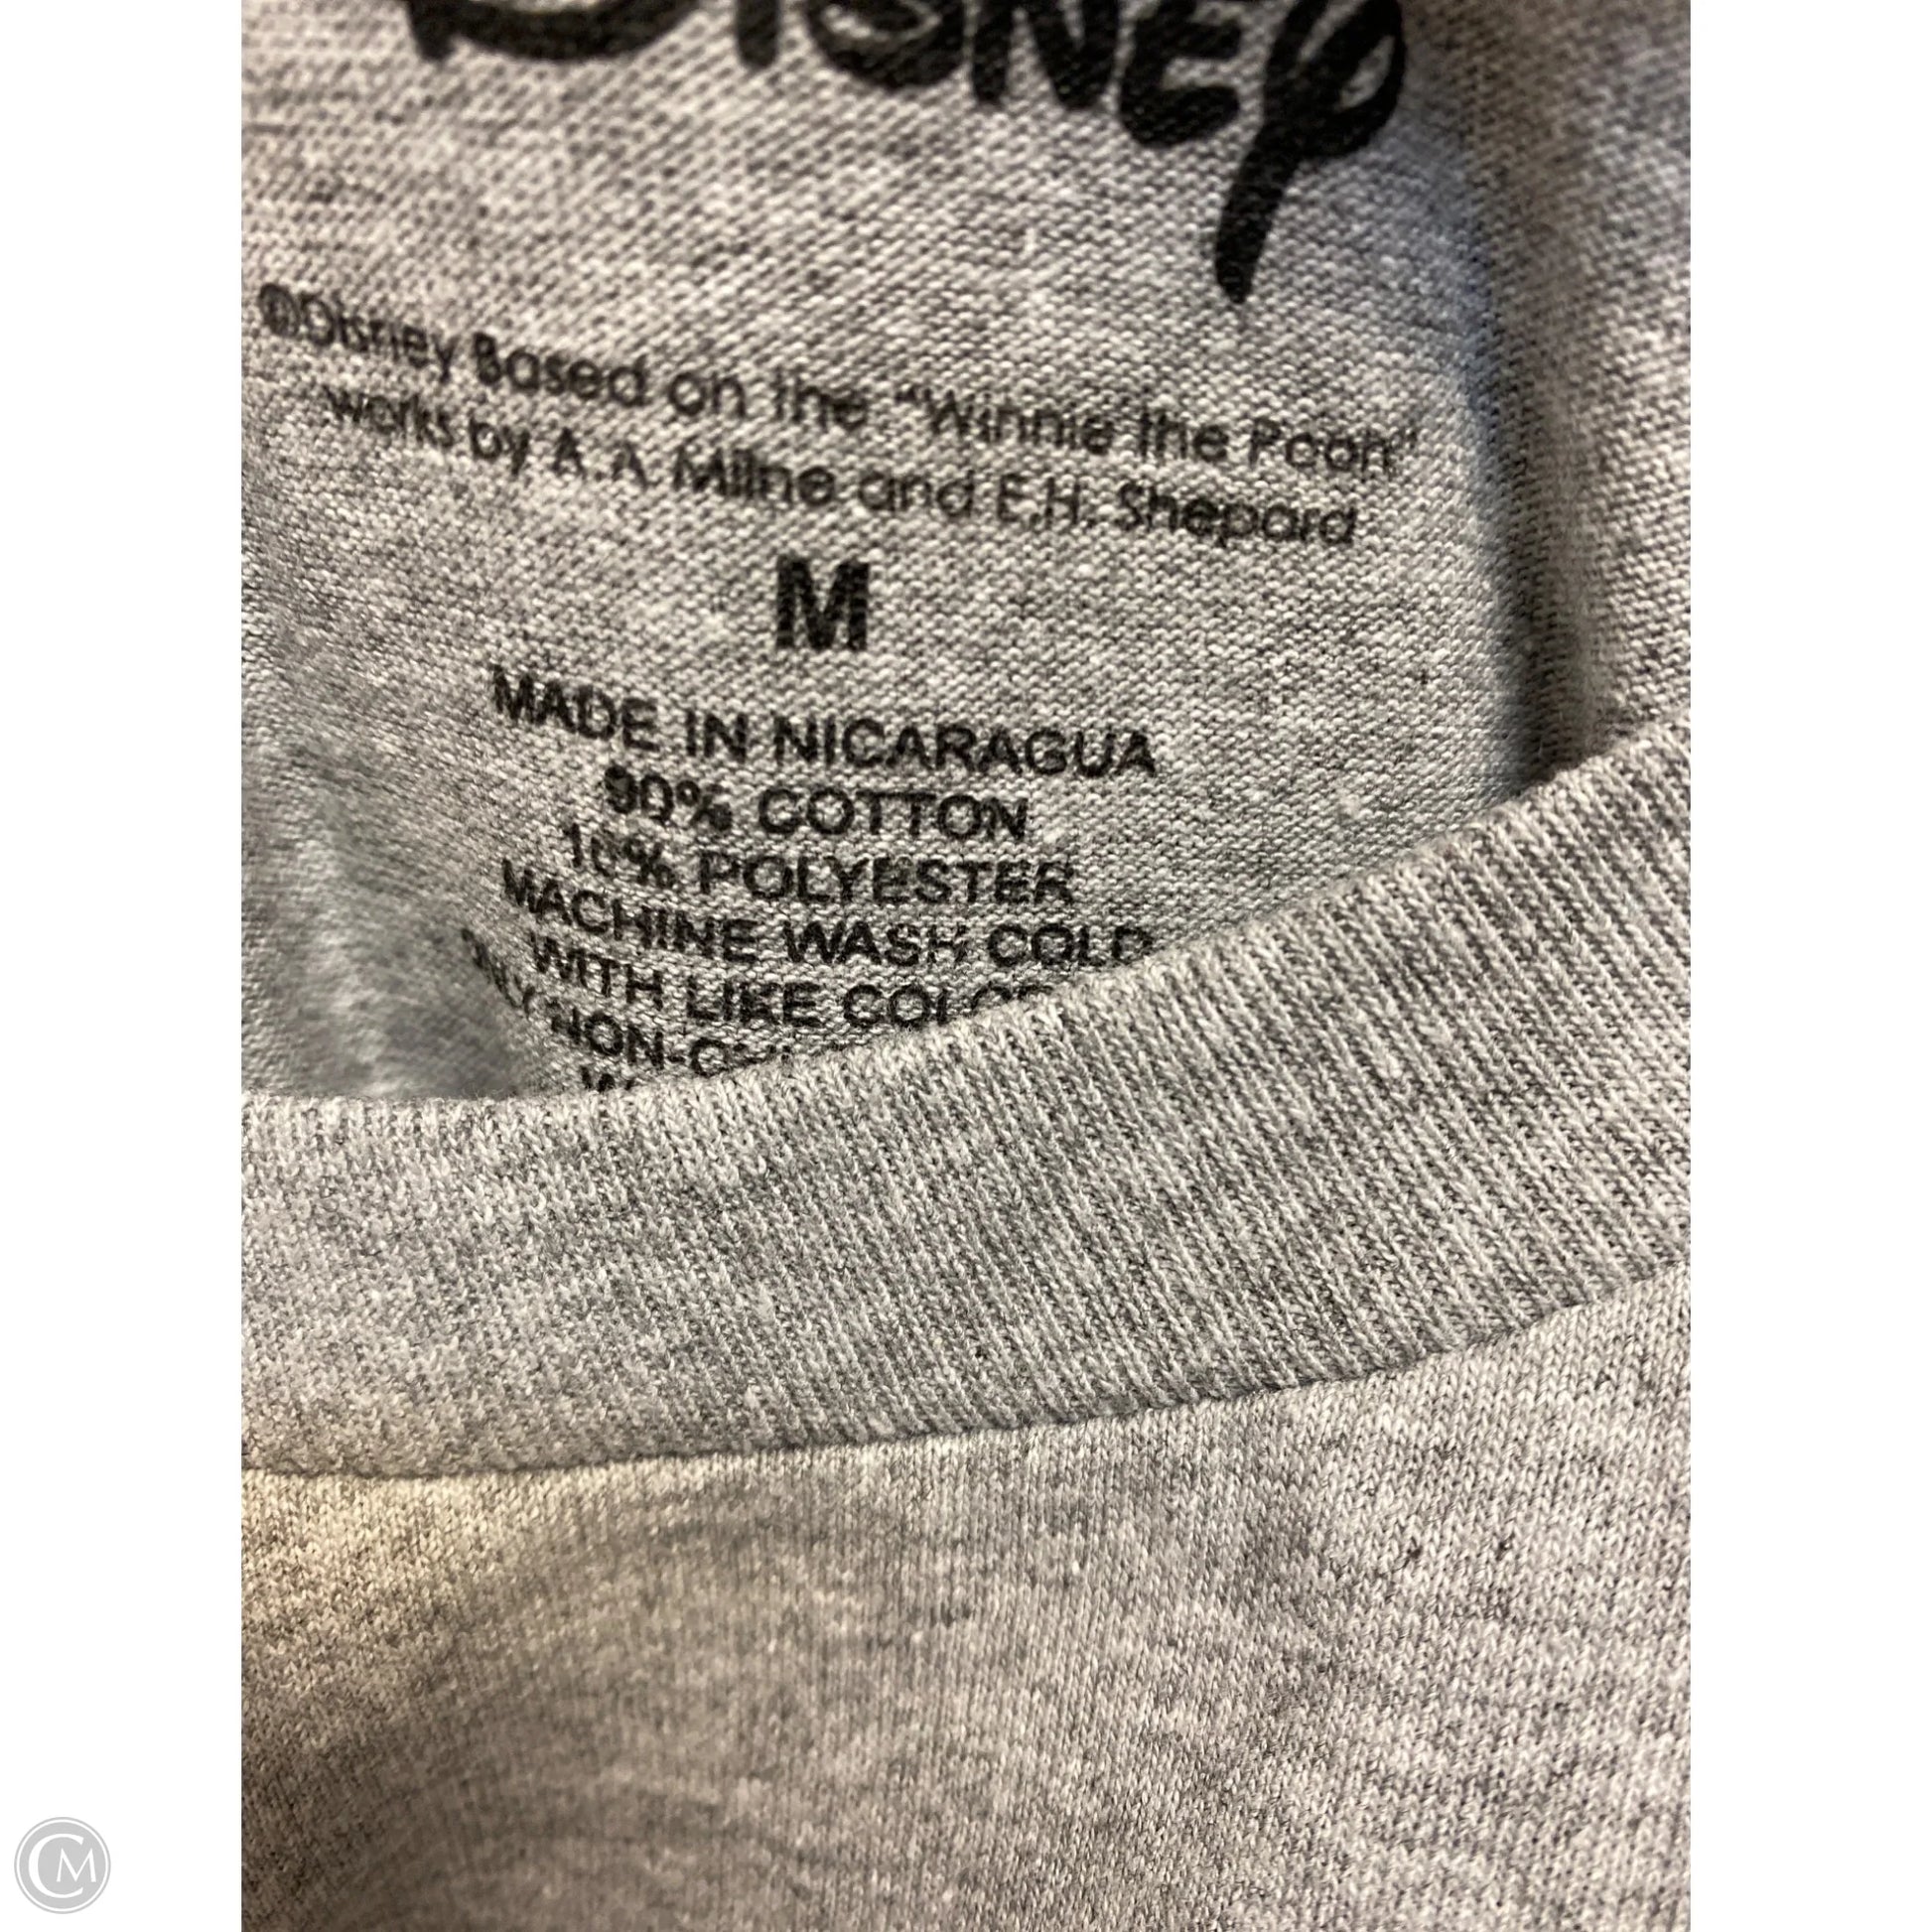 Disney
©Disney Based on the "Winnie the Pooh"
works by A.A. Milne and E.H. Shepard
M
MADE IN NICARAGUA
90% COTTON
10% POLYESTER
MACHINE WASH COLD
WITH LIKE
CM